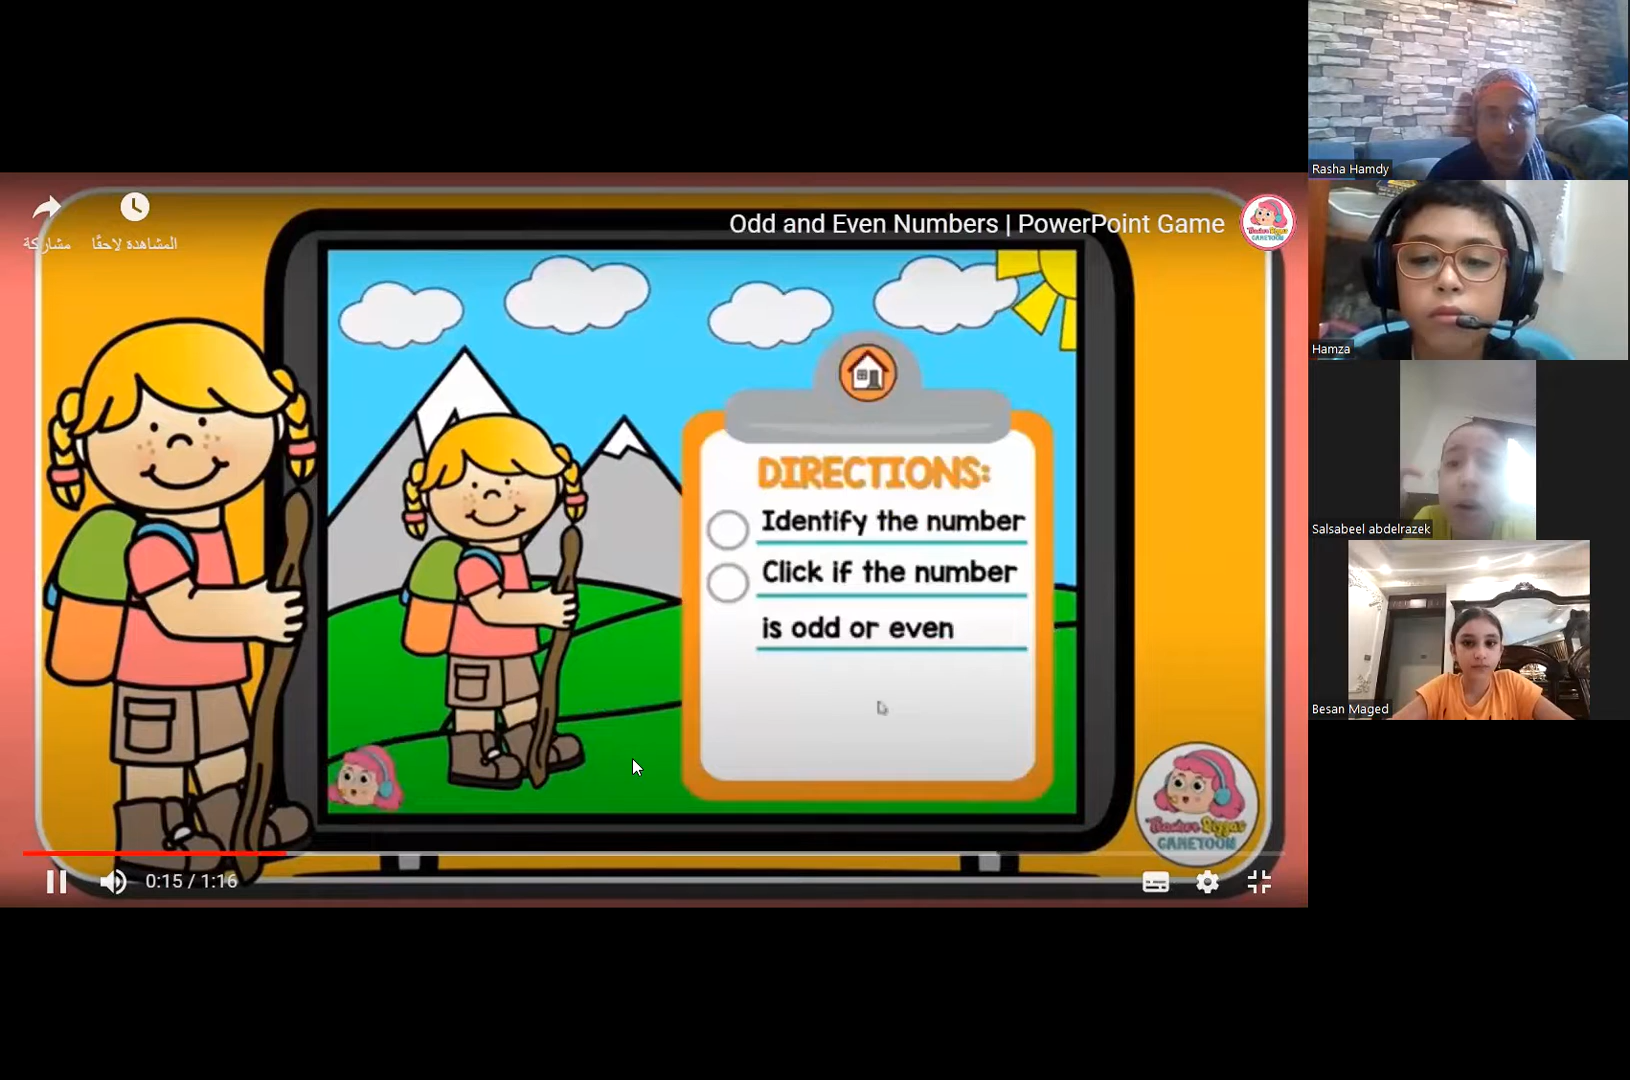 مشاركة
المشاهدة لاحقًا
Odd and Even Numbers | PowerPoint Game
DIRECTIONS:
Identify the number
Click if the number
is odd or even
GAMETOON
0:15 / 1:16
Rasha Hamdy
Hamza
Salsabeel abdelrazek
Besan Maged